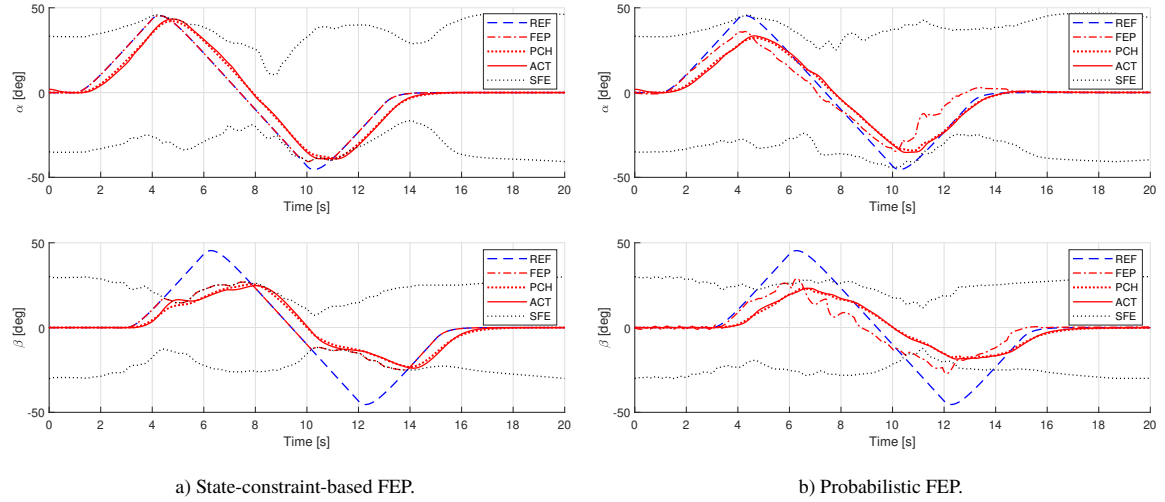 50
0
-50
α [deg]
0 2 4 6 8 10 12 14 16 18 20
Time [s]
REF
FEP
PCH
ACT
SFE
50
0
-50
α [deg]
0 2 4 6 8 10 12 14 16 18 20
Time [s]
REF
FEP
PCH
ACT
SFE
50
0
-50
β [deg]
0 2 4 6 8 10 12 14 16 18 20
Time [s]
REF
FEP
PCH
ACT
SFE
50
0
-50
β [deg]
0 2 4 6 8 10 12 14 16 18 20
Time [s]
REF
FEP
PCH
ACT
SFE
a) State-constraint-based FEP.
b) Probabilistic FEP.